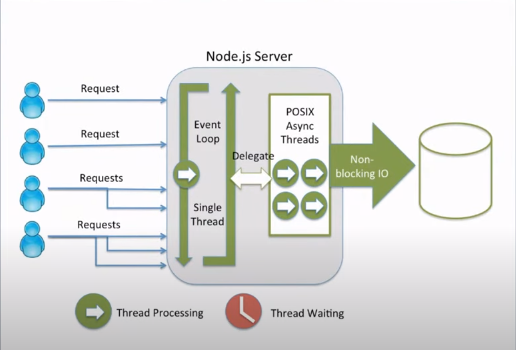 Node.js Server
Request
Request
Requests
Requests
Event
Loop
Single
Thread
Delegate
POSIX
Async
Threads
Non-
blocking IO
Thread Processing
Thread Waiting